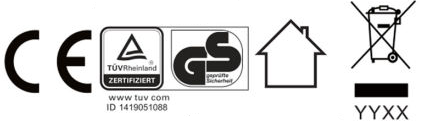 CE
TÜVRheinland
ZERTIFIZIERT
GS
geprüfte
Sicherheit
www tuv com
ID 1419051088
YYXX